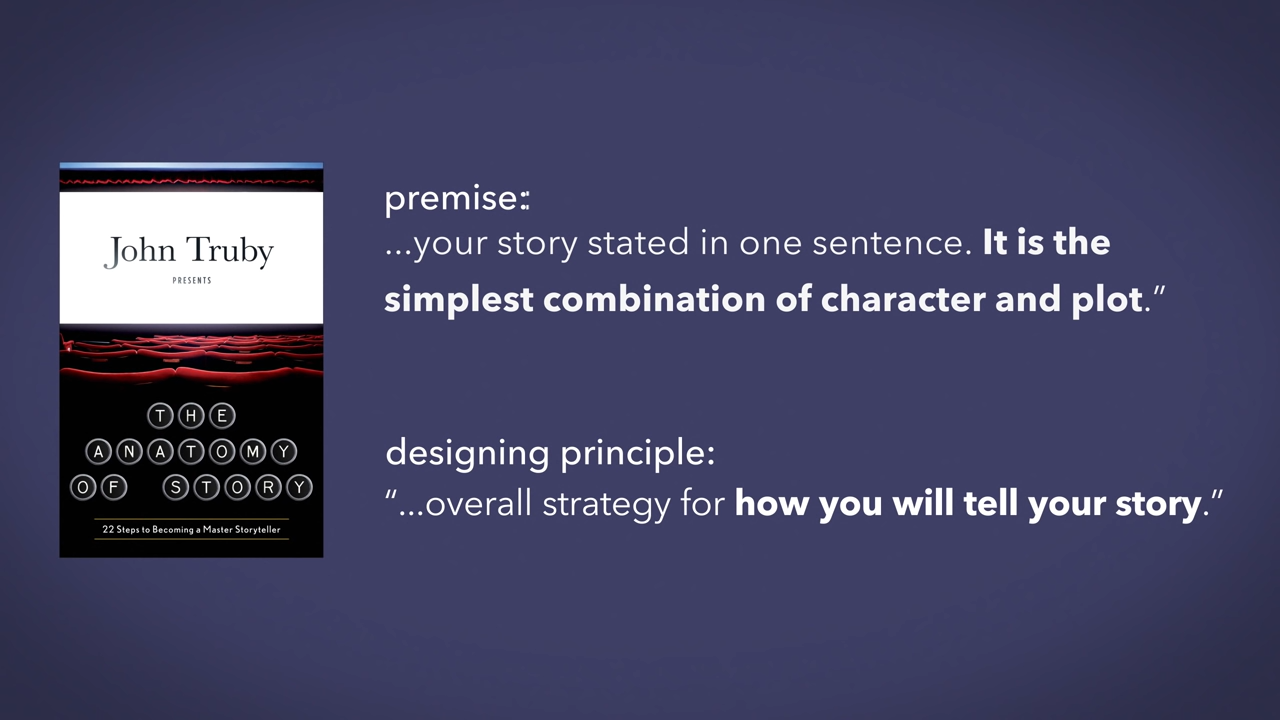 John Truby
PRESENTS
THE
ANATOMY
OF STORY
22 Steps to Becoming a Master Storyteller
premise::
...your story stated in one sentence. It is the
simplest combination of character and plot.”
designing principle:
“...overall strategy for how you will tell your story.”